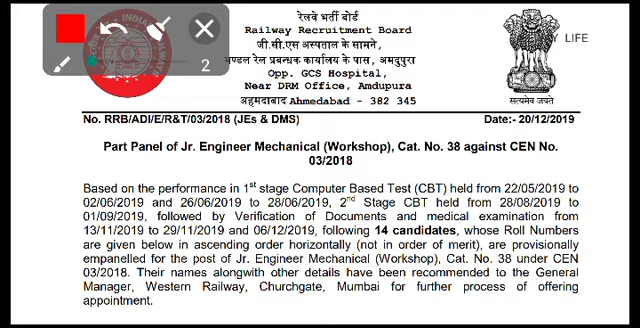 रेलवे भर्ती बोर्ड
Railway Recruitment Board
जी.सी.एस अस्पताल के सामने,
मण्डल रेल प्रबन्धक कार्यालय के पास, अमदुपुरा
Opp. GCS Hospital,
Near DRM Office, Amdupura
अहमदाबाद Ahmedabad - 382 345
INDIA
RAILWAYS
2
Y LIFE
सत्यमेव जयते
No. RRB/ADI/E/R&T/03/2018 (JEs & DMS) Date:- 20/12/2019
Part Panel of Jr. Engineer Mechanical (Workshop), Cat. No. 38 against CEN No.
03/2018
Based on the performance in 1st stage Computer Based Test (CBT) held from 22/05/2019 to
02/06/2019 and 26/06/2019 to 28/06/2019, 2nd Stage CBT held from 28/08/2019 to
01/09/2019, followed by Verification of Documents and medical examination from
13/11/2019 to 29/11/2019 and 06/12/2019, following 14 candidates, whose Roll Numbers
are given below in ascending order horizontally (not in order of merit), are provisionally
empanelled for the post of Jr. Engineer Mechanical (Workshop), Cat. No. 38 under CEN
03/2018. Their names alongwith other details have been recommended to the General
Manager, Western Railway, Churchgate, Mumbai for further process of offering
appointment.